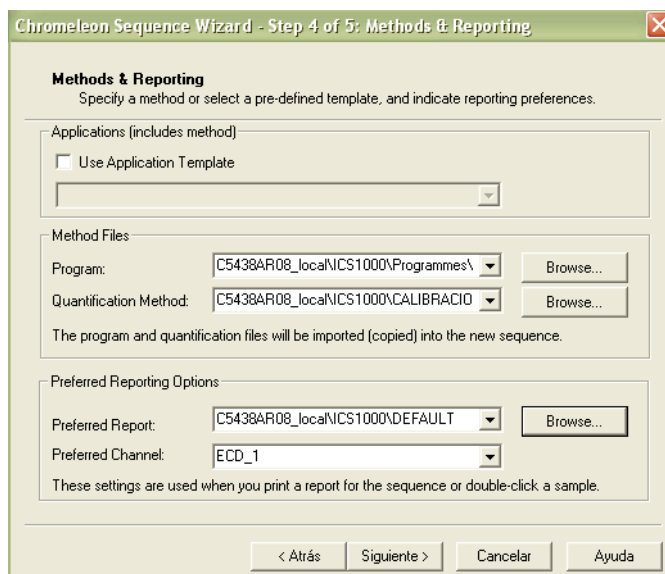 Chromeleon Sequence Wizard - Step 4 of 5: Methods & Reporting
Methods & Reporting
Specify a method or select a pre-defined template, and indicate reporting preferences.
Applications (includes method)
Use Application Template
Method Files
Program: C5438AR08_local\ICS1000\Programmes\ Browse...
Quantification Method: C5438AR08_local\ICS1000\CALIBRACIO Browse...
The program and quantification files will be imported (copied) into the new sequence.
Preferred Reporting Options
Preferred Report: C5438AR08_local\ICS1000\DEFAULT Browse...
Preferred Channel: ECD_1
These settings are used when you print a report for the sequence or double-click a sample.
< Atrás Siguiente > Cancelar Ayuda